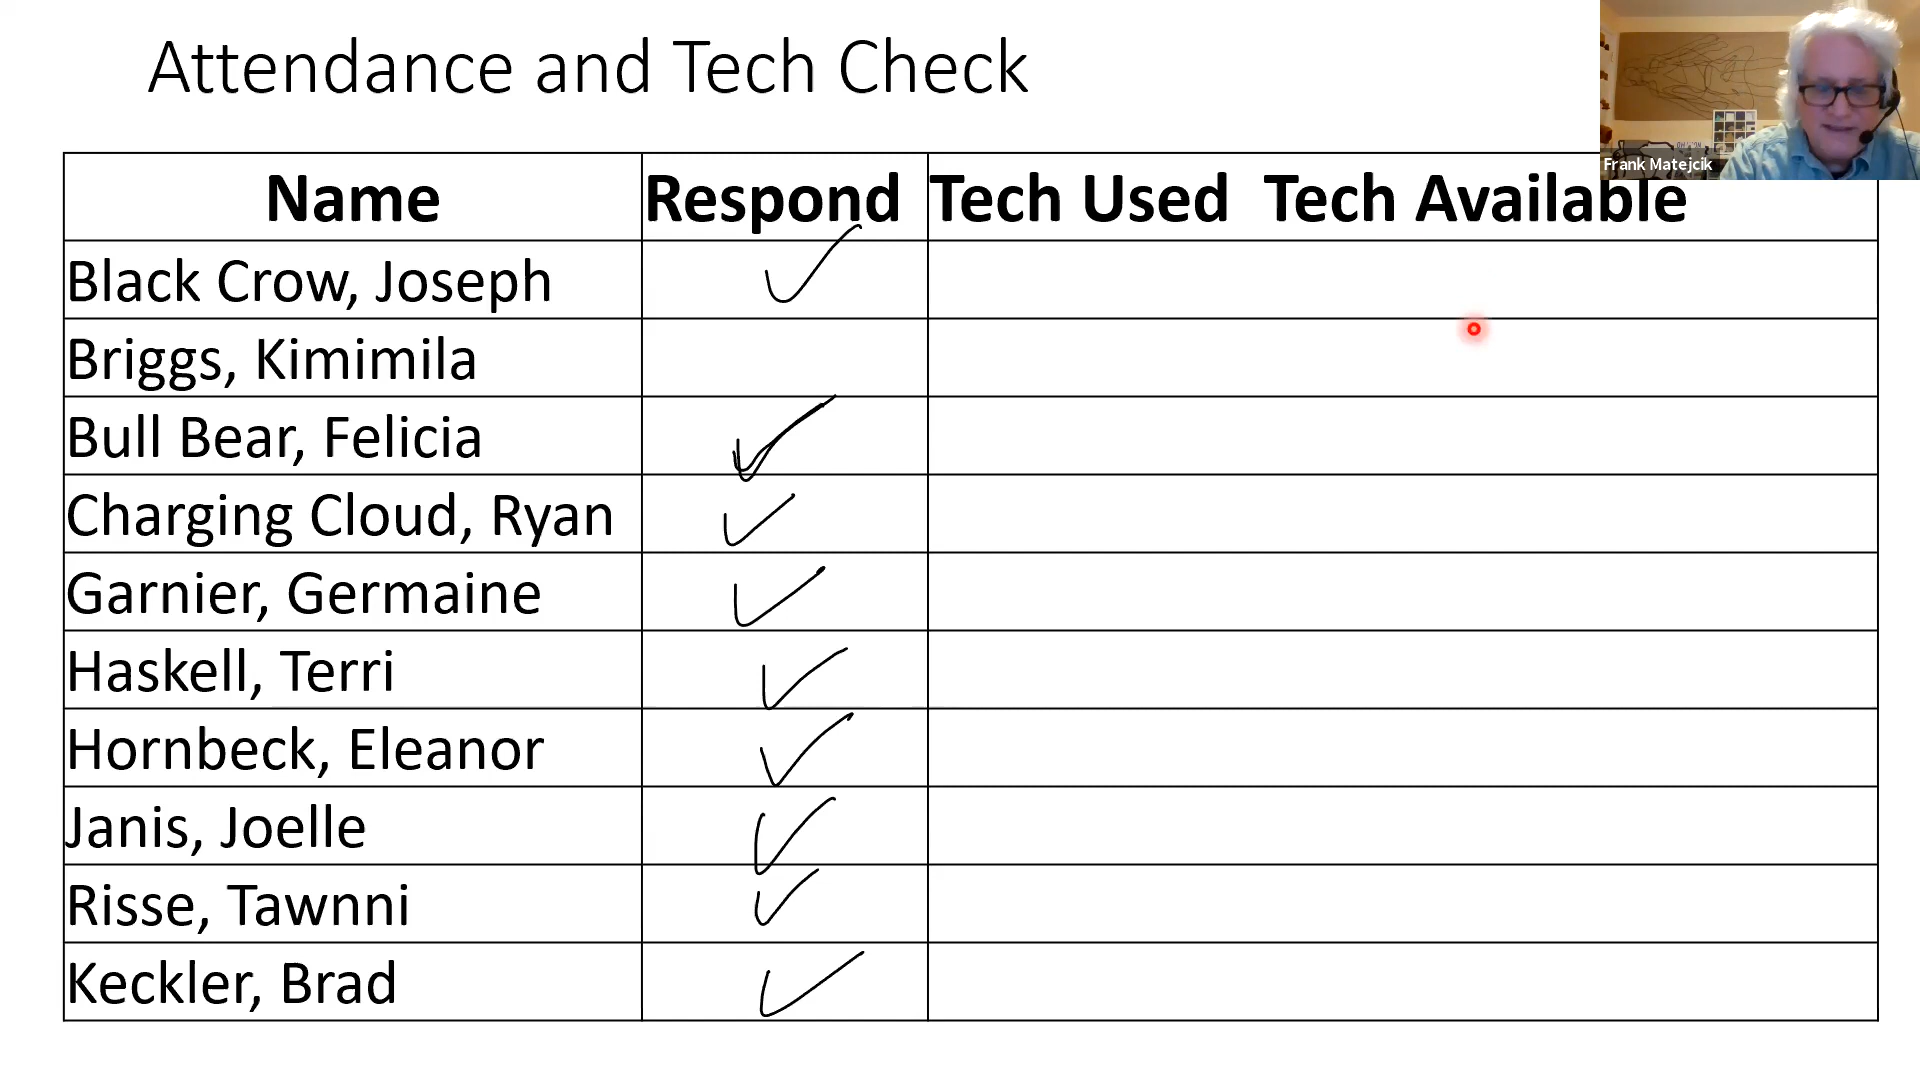 Attendance and Tech Check
Frank Matejcik
Name Respond Tech Used Tech Available
Black Crow, Joseph
Briggs, Kimimila
Bull Bear, Felicia
Charging Cloud, Ryan
Garnier, Germaine
Haskell, Terri
Hornbeck, Eleanor
Janis, Joelle
Risse, Tawnni
Keckler, Brad